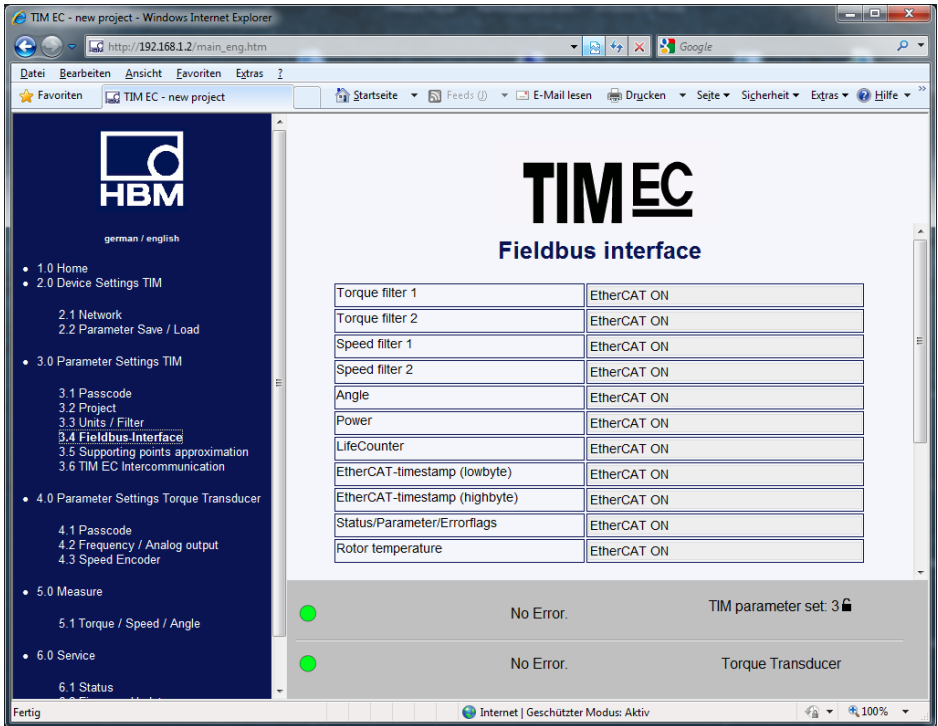 TIM EC - new project - Windows Internet Explorer
http://192.168.1.2/main_eng.htm
Google
Datei Bearbeiten Ansicht Favoriten Extras ?
Favoriten TIM EC - new project Startseite Feeds (J) E-Mail lesen Drucken Seite Sicherheit Extras Hilfe
HBM
german / english
1.0 Home
2.0 Device Settings TIM
2.1 Network
2.2 Parameter Save / Load
3.0 Parameter Settings TIM
3.1 Passcode
3.2 Project
3.3 Units / Filter
3.4 Fieldbus-Interface
3.5 Supporting points approximation
3.6 TIM EC Intercommunication
4.0 Parameter Settings Torque Transducer
4.1 Passcode
4.2 Frequency / Analog output
4.3 Speed Encoder
5.0 Measure
5.1 Torque / Speed / Angle
6.0 Service
6.1 Status
TIM EC
Fieldbus interface
Torque filter 1 EtherCAT ON
Torque filter 2 EtherCAT ON
Speed filter 1 EtherCAT ON
Speed filter 2 EtherCAT ON
Angle EtherCAT ON
Power EtherCAT ON
LifeCounter EtherCAT ON
EtherCAT-timestamp (lowbyte) EtherCAT ON
EtherCAT-timestamp (highbyte) EtherCAT ON
Status/Parameter/Errorflags EtherCAT ON
Rotor temperature EtherCAT ON
No Error. TIM parameter set: 3
No Error. Torque Transducer
Fertig Internet | Geschützter Modus: Aktiv 100%